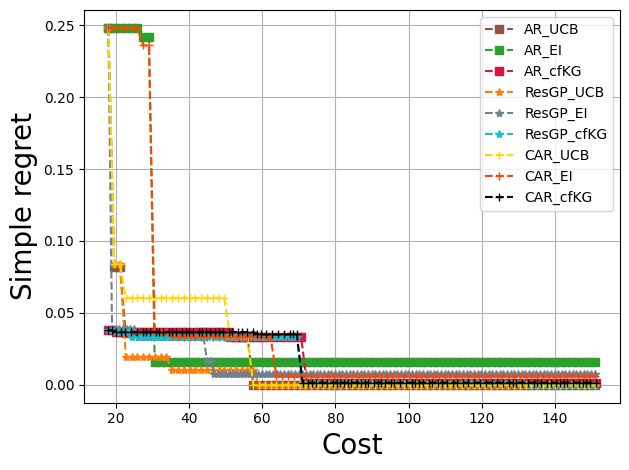 Simple regret
0.25
0.20
0.15
0.10
0.05
0.00
20
40
60
80
100
120
140
Cost
AR_UCB
AR_EI
AR_cfKG
ResGP_UCB
ResGP_EI
ResGP_cfKG
CAR_UCB
CAR_EI
CAR_cfKG